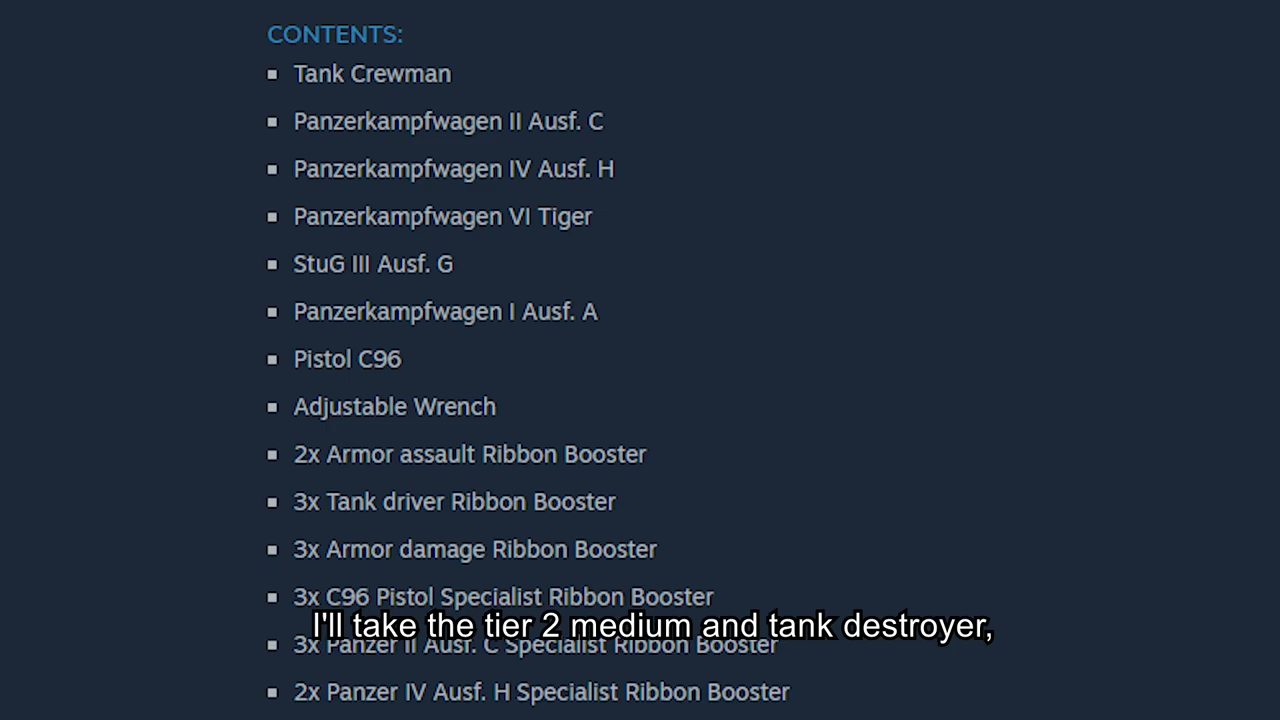 CONTENTS:
Tank Crewman
Panzerkampfwagen II Ausf. C
Panzerkampfwagen IV Ausf. H
Panzerkampfwagen VI Tiger
StuG III Ausf. G
Panzerkampfwagen I Ausf. A
Pistol C96
Adjustable Wrench
2x Armor assault Ribbon Booster
3x Tank driver Ribbon Booster
3x Armor damage Ribbon Booster
3x C96 Pistol Specialist Ribbon Booster
I'll take the tier 2 medium and tank destroyer,
3x Panzer II Ausf. C Specialist Ribbon Booster
2x Panzer IV Ausf. H Specialist Ribbon Booster